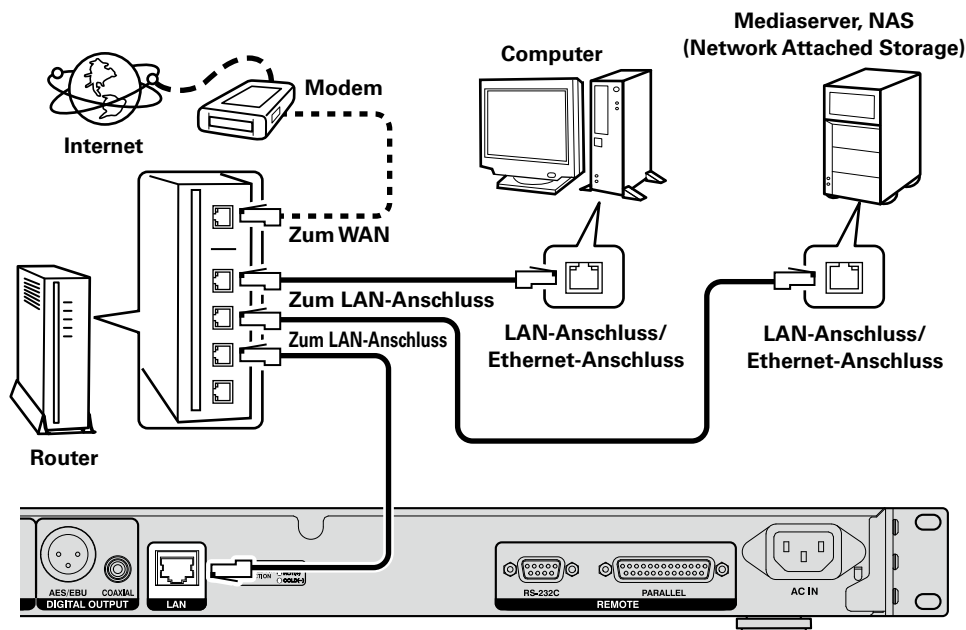 Mediaserver, NAS
(Network Attached Storage)
Computer
Modem
Internet
Zum WAN
Zum LAN-Anschluss
Zum LAN-Anschluss
LAN-Anschluss/
Ethernet-Anschluss
LAN-Anschluss/
Ethernet-Anschluss
Router
AES/EBU
COAXIAL
DIGITAL OUTPUT
LAN
COLD(–)
RS-232C
PARALLEL
REMOTE
AC IN